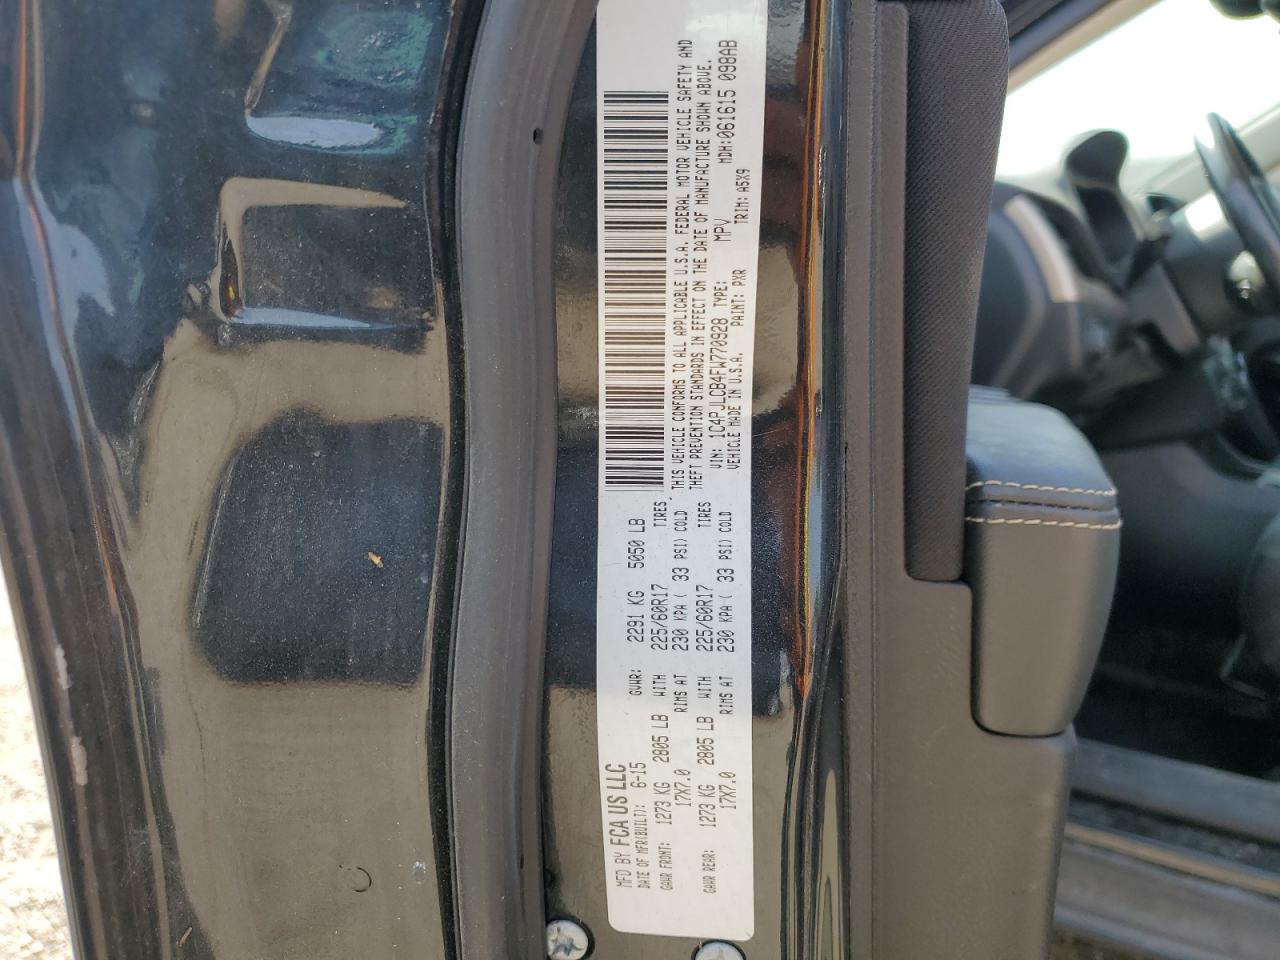 MFD BY FCA US LLC
DATE OF MFR(BUILT): 6-15 GVWR: 2291 KG 5050 LB
GAWR FRONT: 1273 KG 2805 LB WITH 225/60R17 TIRES
17X7.0 RIMS AT 230 KPA ( 33 PSI) COLD
GAWR REAR: 1273 KG 2805 LB WITH 225/60R17 TIRES
17X7.0 RIMS AT 230 KPA ( 33 PSI) COLD
THIS VEHICLE CONFORMS TO ALL APPLICABLE U.S.A. FEDERAL MOTOR VEHICLE SAFETY AND
THEFT PREVENTION STANDARDS IN EFFECT ON THE DATE OF MANUFACTURE SHOWN ABOVE.
VIN: 1C4PJLCB4FW770928 TYPE: MPV MDH:061615 098AB
VEHICLE MADE IN U.S.A. PAINT: PXR TRIM: A5X9